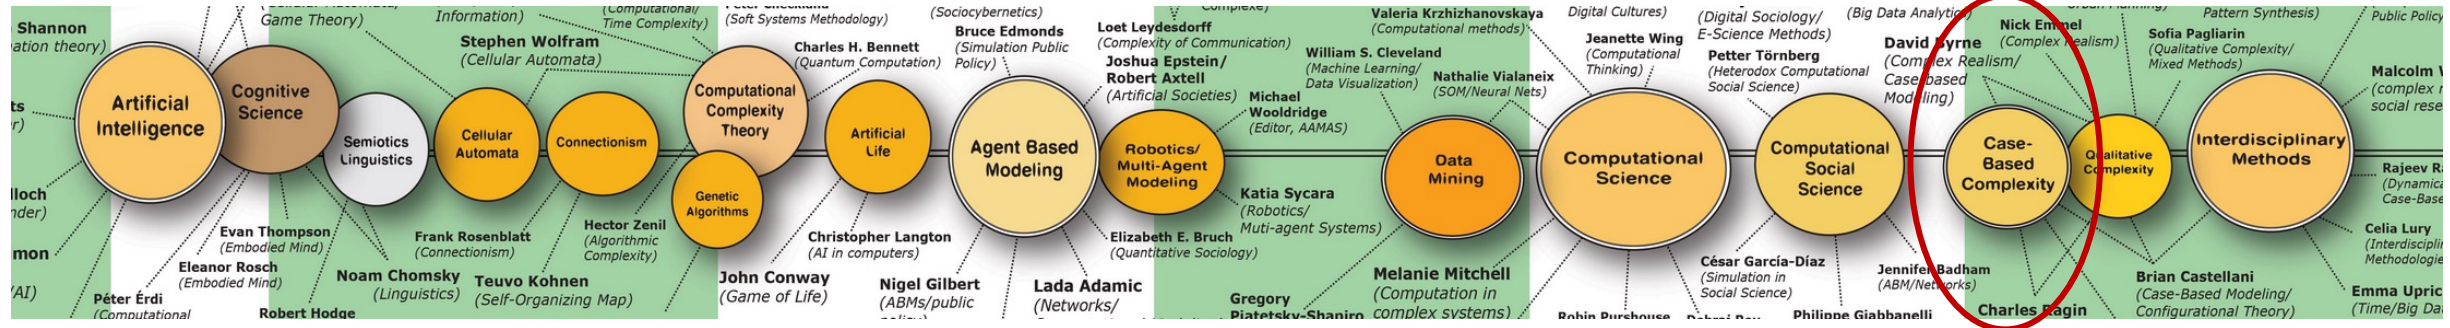 Shannon
ation theory)
Game Theory)
Information)
Stephen Wolfram
(Cellular Automata)
(Computational/
Time Complexity)
(Soft Systems Methodology)
Charles H. Bennett
(Quantum Computation)
(Sociocybernetics)
Bruce Edmonds
(Simulation Public
Policy)
Loet Leydesdorff
(Complexity of Communication)
Joshua Epstein/
Robert Axtell
(Artificial Societies)
Michael
Wooldridge
(Editor, AAMAS)
Valeria Krzhizhanovskaya
(Computational methods)
William S. Cleveland
(Machine Learning/
Data Visualization)
Nathalie Vialaneix
(SOM/Neural Nets)
Digital Cultures)
Jeanette Wing
(Computational
Thinking)
(Digital Sociology/
E-Science Methods)
Petter Törnberg
(Heterodox Computational
Social Science)
(Big Data Analytics)
David Byrne
(Complex Realism/
Case-based
Modeling)
Nick Emmel
(Complex Realism)
Sofia Pagliarin
(Qualitative Complexity/
Mixed Methods)
Pattern Synthesis)
Public Policy
Malcolm
(complex
social rese
Artificial
Intelligence
Cognitive
Science
Semiotics
Linguistics
Cellular
Automata
Connectionism
Computational
Complexity
Theory
Genetic
Algorithms
Artificial
Life
Agent Based
Modeling
Robotics/
Multi-Agent
Modeling
Data
Mining
Computational
Science
Computational
Social
Science
Case-
Based
Complexity
Qualitative
Complexity
Interdisciplinary
Methods
ts
r)
lloch
nder)
mon
/AI)
Péter Érdi
(Computational
Evan Thompson
(Embodied Mind)
Eleanor Rosch
(Embodied Mind)
Robert Hodge
Noam Chomsky
(Linguistics)
Frank Rosenblatt
(Connectionism)
Teuvo Kohnen
(Self-Organizing Map)
Hector Zenil
(Algorithmic
Complexity)
John Conway
(Game of Life)
Christopher Langton
(AI in computers)
Nigel Gilbert
(ABMs/public
Lada Adamic
(Networks/
Elizabeth E. Bruch
(Quantitative Sociology)
Katia Sycara
(Robotics/
Muti-agent Systems)
Gregory
Piatetsky-Shapiro
Melanie Mitchell
(Computation in
complex systems)
Robin Purshouse
César García-Díaz
(Simulation in
Social Science)
Philippe Giabbanelli
Jennifer Badham
(ABM/Networks)
Charles Ragin
Brian Castellani
(Case-Based Modeling/
Configurational Theory)
Rajeev
(Dynamica
Case-Base
Celia Lury
(Interdisciplin
Methodologie
Emma Upric
(Time/Big Da